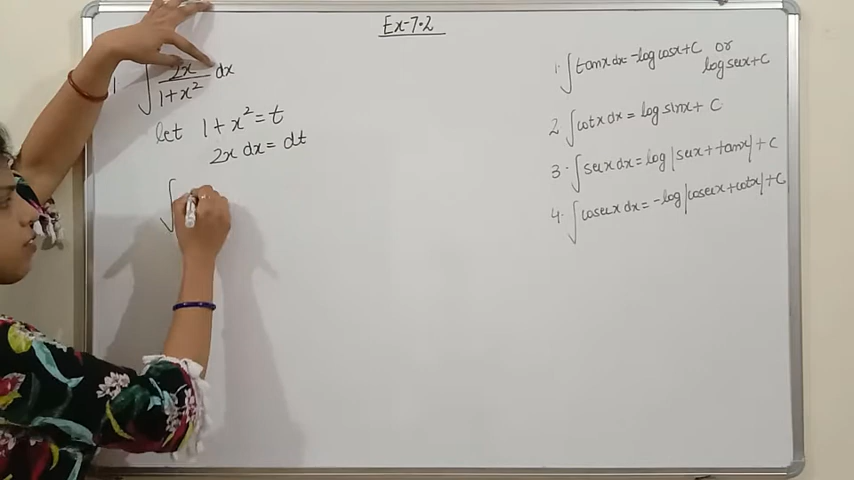 Ex-7.2
1 ∫ 2x/(1+x²) dx
let 1+x² = t
2x dx = dt
∫
1. ∫ tanx dx = -log cosx + C or
log secx + C
2. ∫ cotx dx = log sinx + C
3. ∫ secx dx = log |secx + tanx| + C
4. ∫ cosecx dx = -log |cosecx + cotx| + C